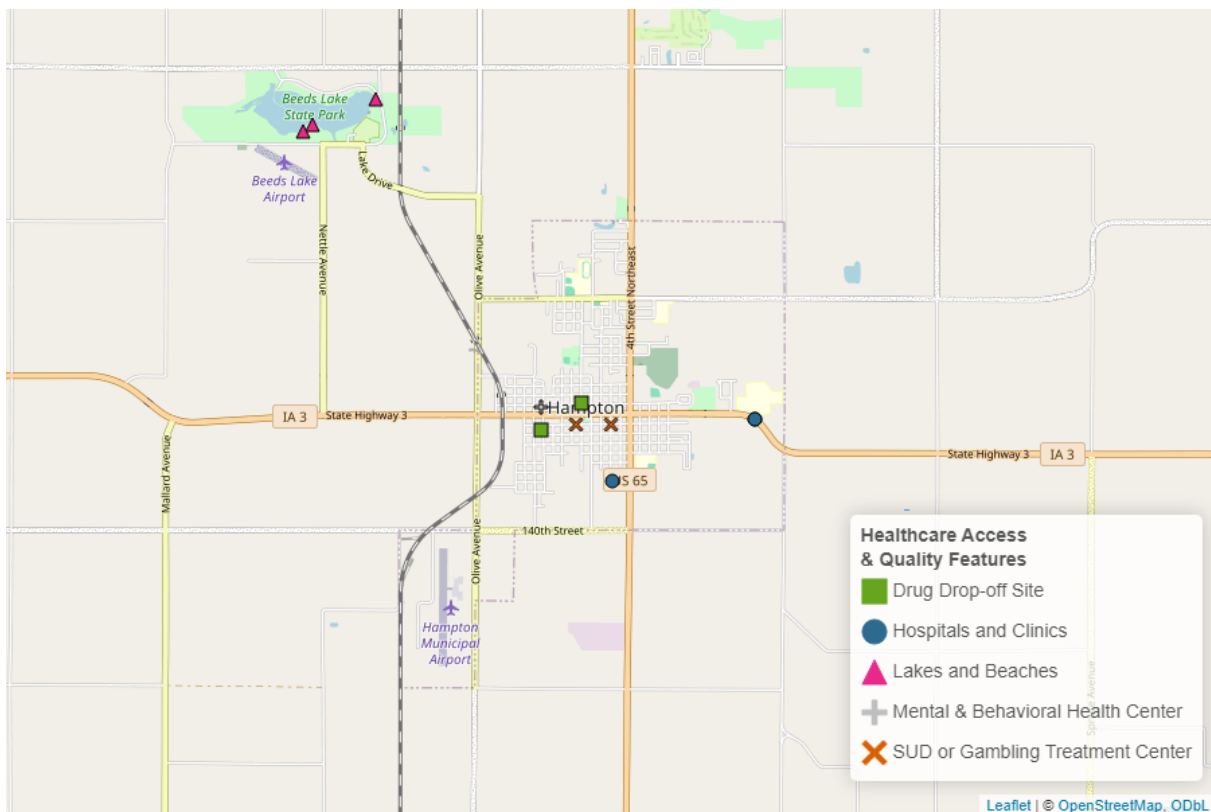 Beeds Lake
State Park
Beeds Lake
Airport
Lake Drive
Nettle Avenue
Olive Avenue
4th Street Northeast
IA 3
State Highway 3
Hampton
Mallard Avenue
State Highway 3
IA 3
US 65
140th Street
Olive Avenue
Hampton
Municipal
Airport
Healthcare Access
& Quality Features
Drug Drop-off Site
Hospitals and Clinics
Lakes and Beaches
Mental & Behavioral Health Center
SUD or Gambling Treatment Center
Leaflet | © OpenStreetMap, ODbL